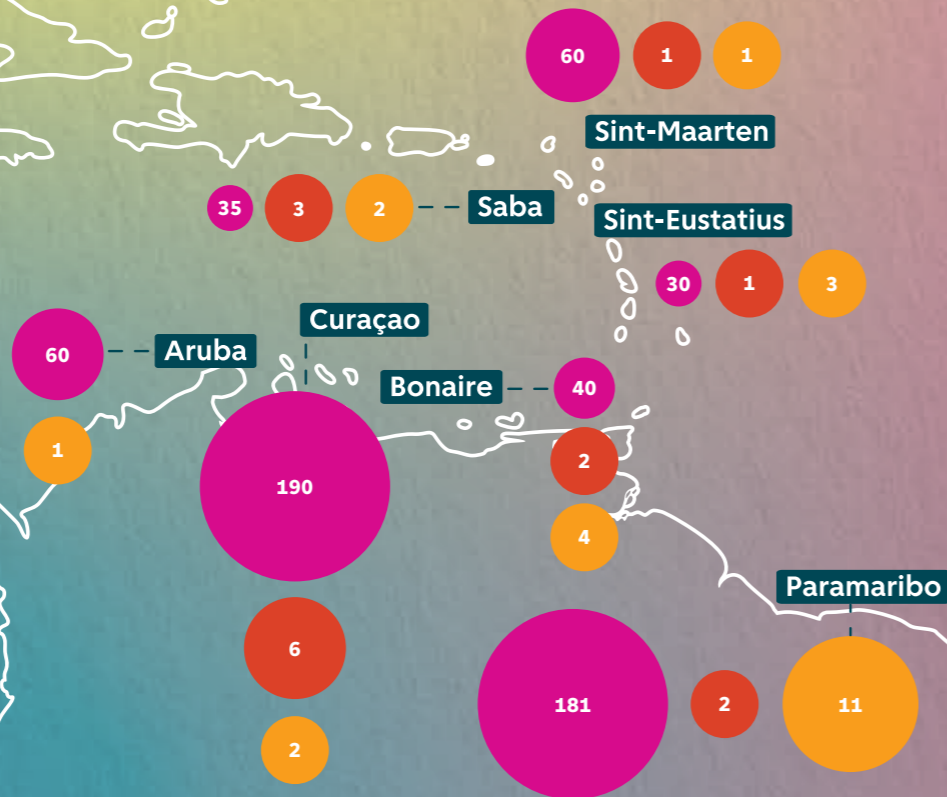 60 1 1
Sint-Maarten
35 3 2 Saba
Sint-Eustatius
30 1 3
Curaçao
60 Aruba
Bonaire 40
1
2
190
4
Paramaribo
6
181 2 11
2